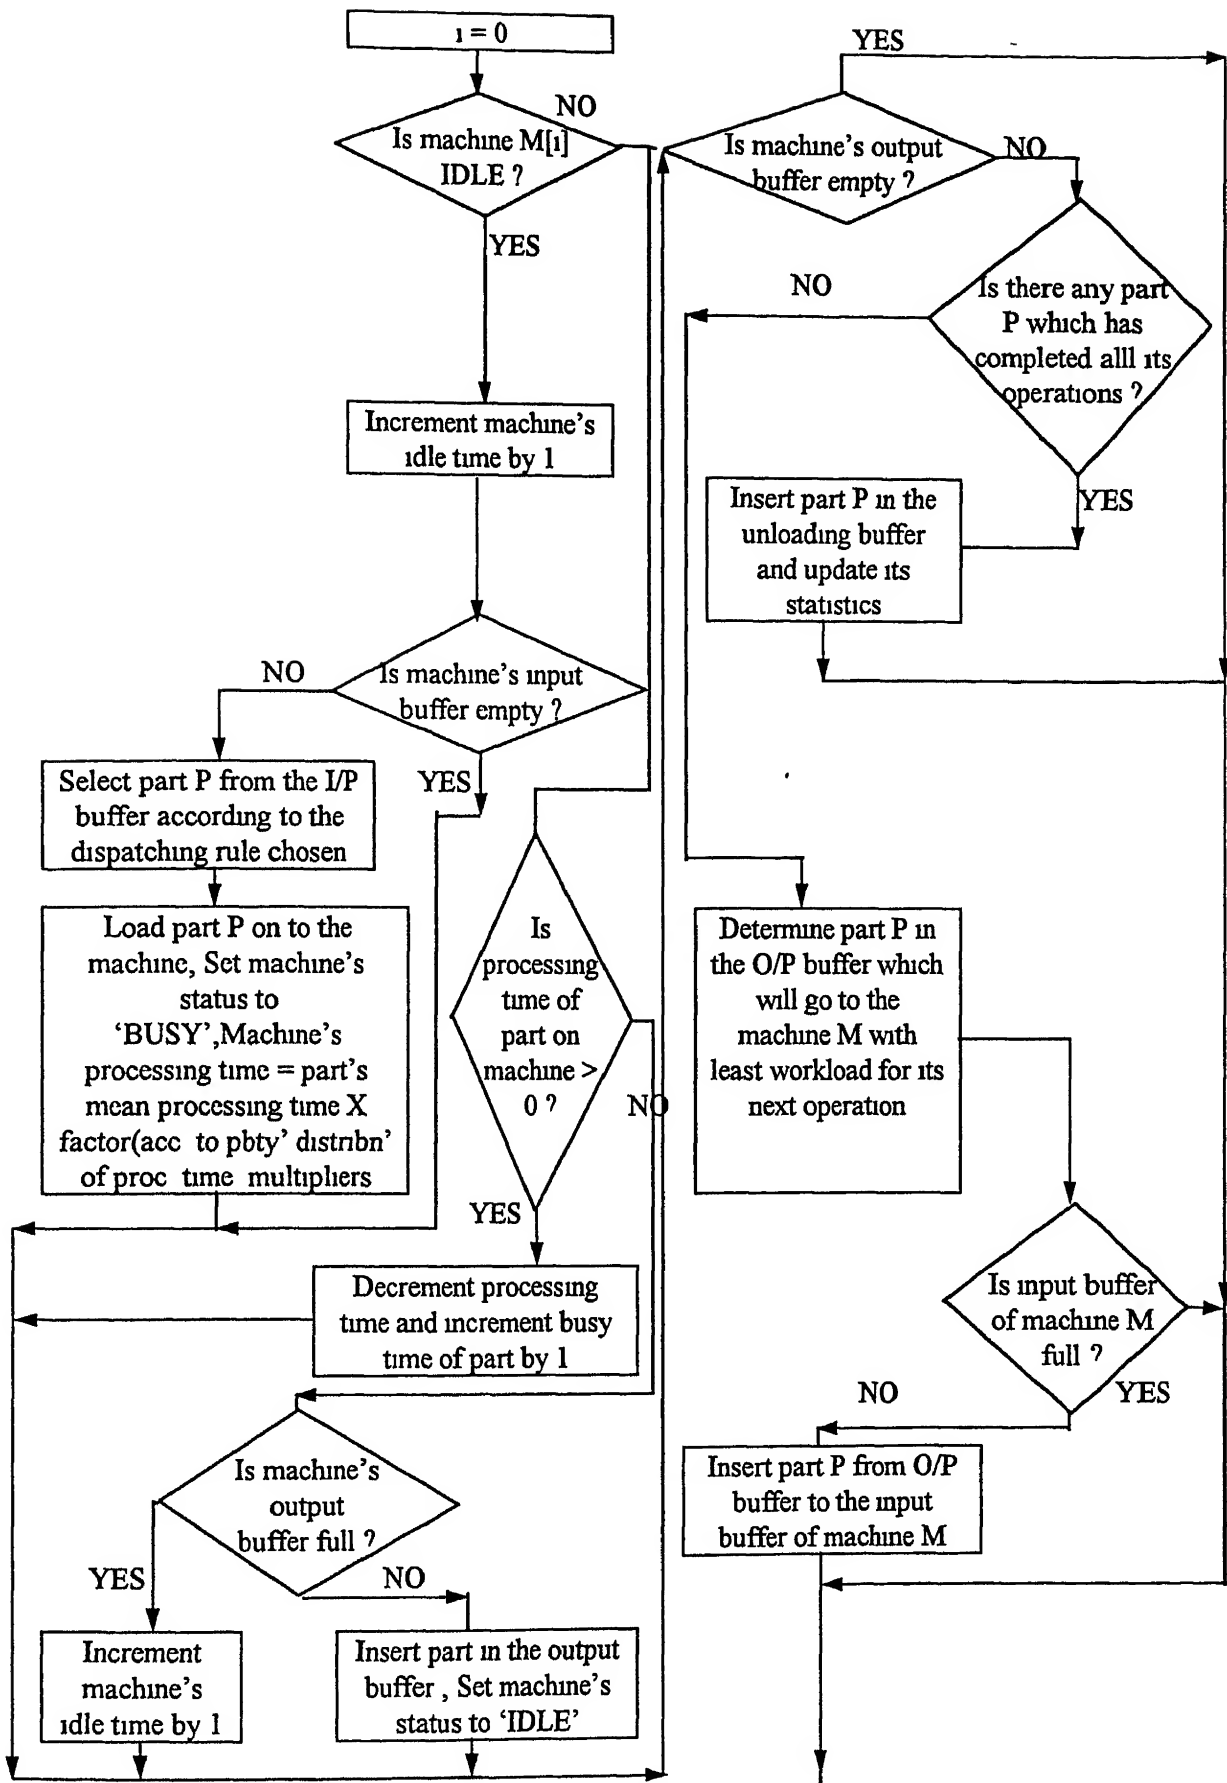 i = 0
Is machine M[i]
IDLE ?
NO
YES
Increment machine's
idle time by 1
Is machine's input
buffer empty ?
NO
YES
Select part P from the I/P
buffer according to the
dispatching rule chosen
Load part P on to the
machine, Set machine's
status to
'BUSY',Machine's
processing time = part's
mean processing time X
factor(acc to pbty' distribn'
of proc time multipliers
Is
processing
time of
part on
machine >
0 ?
NO
YES
Decrement processing
time and increment busy
time of part by 1
Is machine's
output
buffer full ?
YES
NO
Increment
machine's
idle time by 1
Insert part in the output
buffer , Set machine's
status to 'IDLE'
YES
Is machine's output
buffer empty ?
NO
Is there any part
P which has
completed alll its
operations ?
NO
YES
Insert part P in the
unloading buffer
and update its
statistics
Determine part P in
the O/P buffer which
will go to the
machine M with
least workload for its
next operation
Is input buffer
of machine M
full ?
YES
NO
Insert part P from O/P
buffer to the input
buffer of machine M